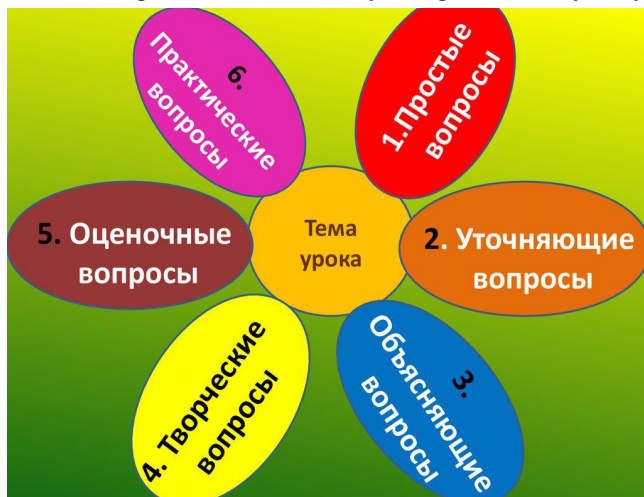 Тема
урока
1.Простые
вопросы
2. Уточняющие
вопросы
3.
Объясняющие
вопросы
4. Творческие
вопросы
5. Оценочные
вопросы
6.
Практические
вопросы